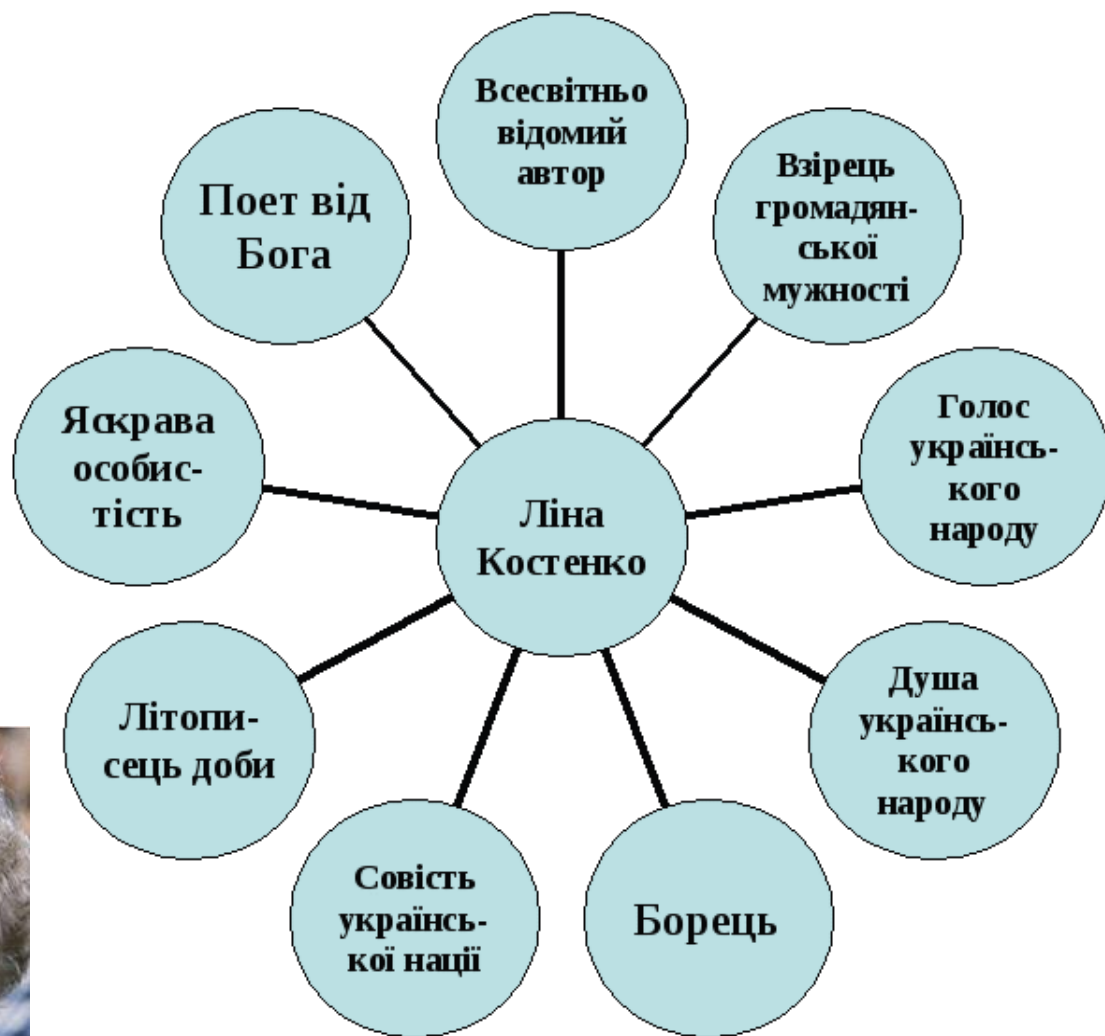 Всесвітньо
відомий
автор
Взірець
громадян-
ської
мужності
Голос
українсь-
кого
народу
Душа
українсь-
кого
народу
Борець
Совість
українсь-
кої нації
Літопи-
сець доби
Яскрава
особис-
тість
Поет від
Бога
Ліна
Костенко